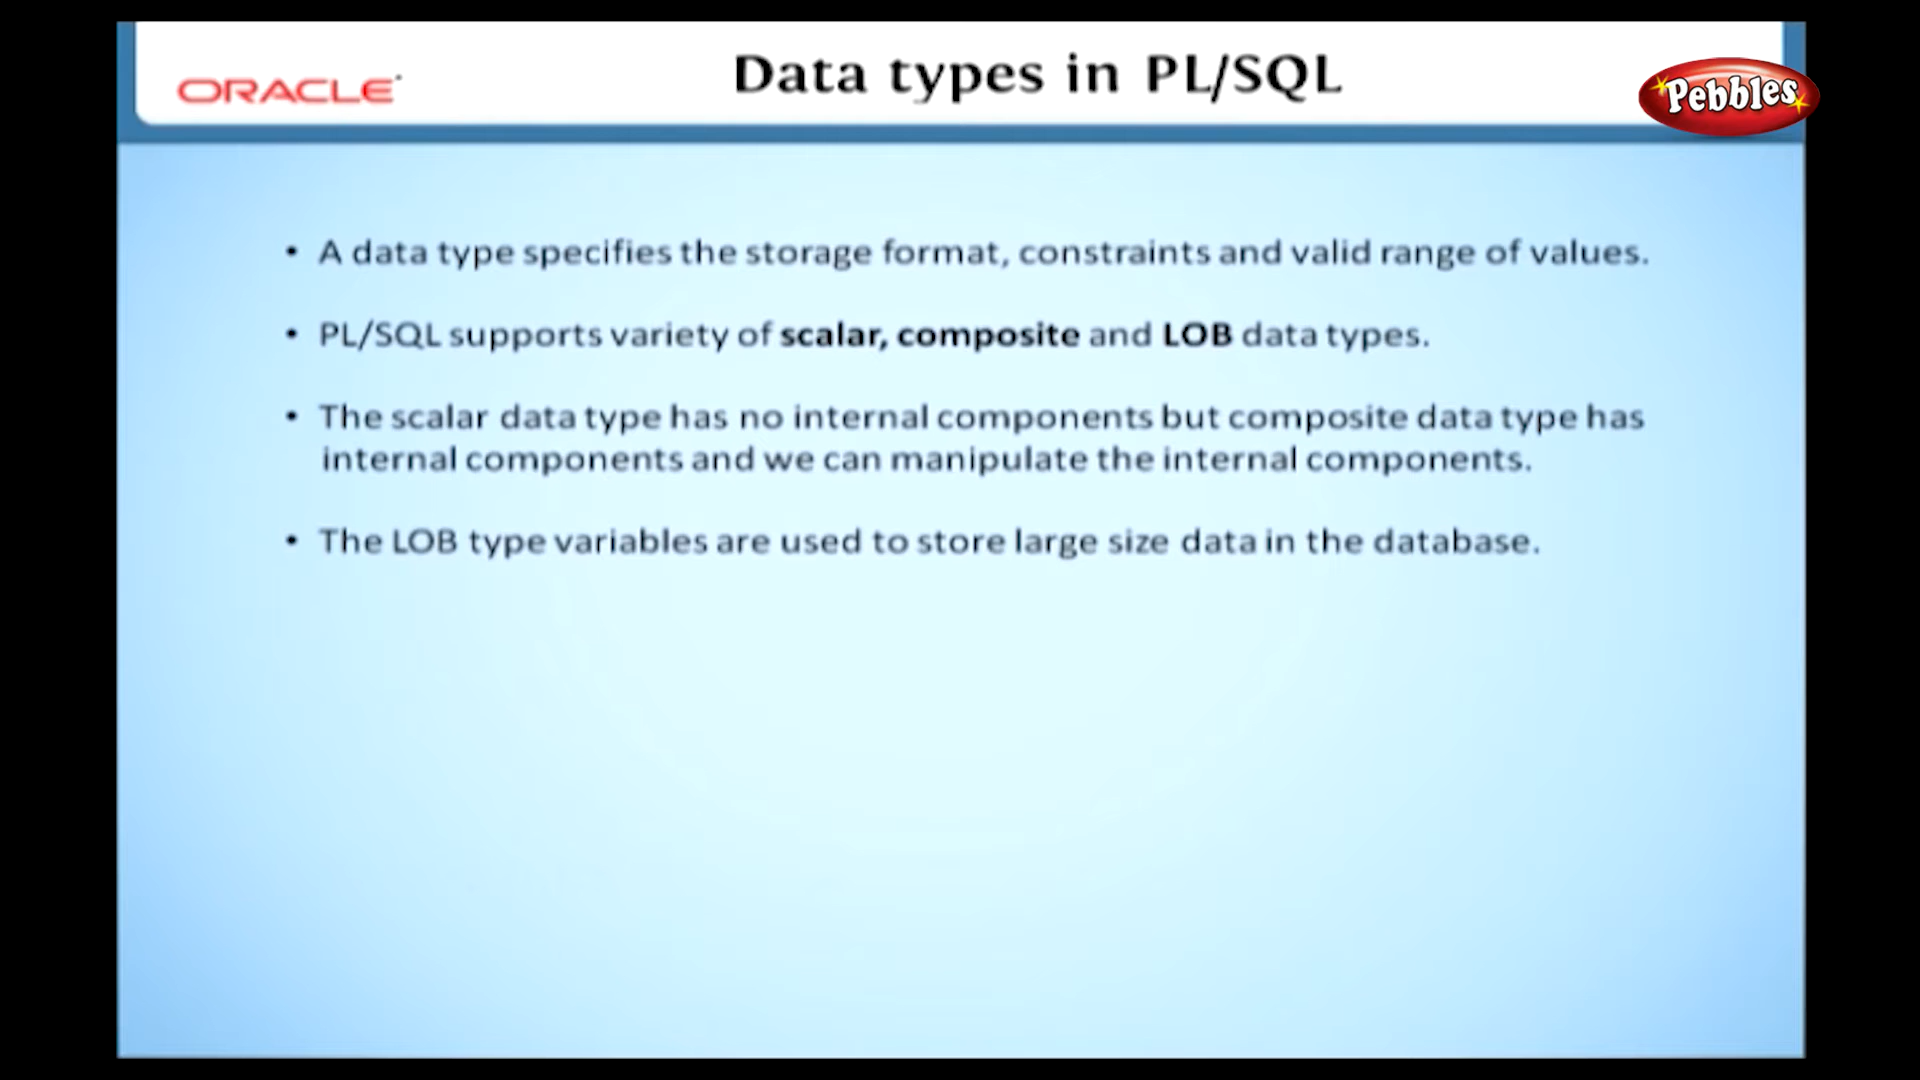 Data types in PL/SQL
ORACLE
Pebbles
• A data type specifies the storage format, constraints and valid range of values.
• PL/SQL supports variety of scalar, composite and LOB data types.
• The scalar data type has no internal components but composite data type has
internal components and we can manipulate the internal components.
• The LOB type variables are used to store large size data in the database.